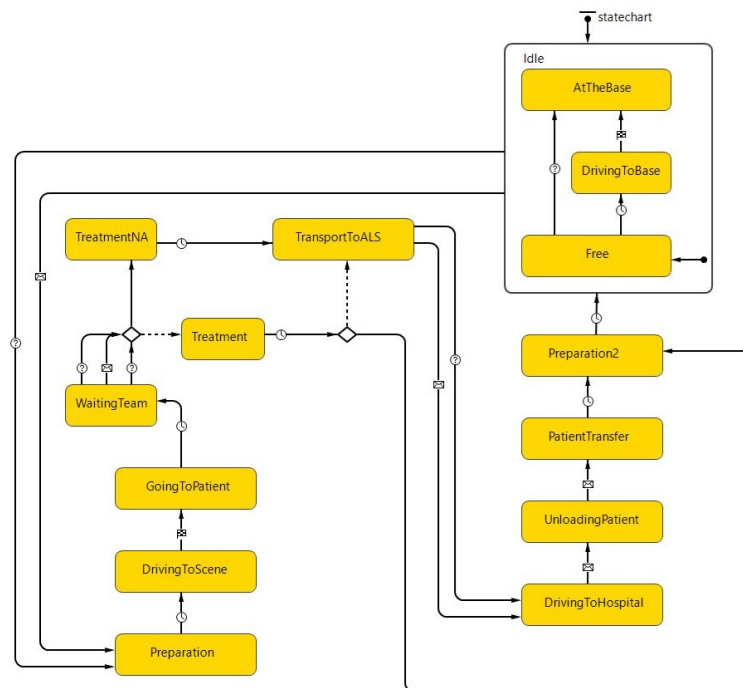 statechart
Idle
AtTheBase
DrivingToBase
Free
TreatmentNA
TransportToALS
Treatment
WaitingTeam
Preparation2
PatientTransfer
GoingToPatient
UnloadingPatient
DrivingToScene
DrivingToHospital
Preparation